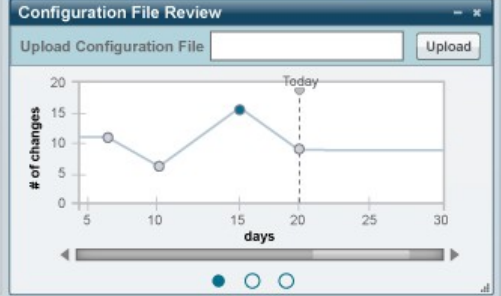 Configuration File Review
Upload Configuration File Upload
Today
# of changes
20
15
10
5
0
5 10 15 20 25 30
days